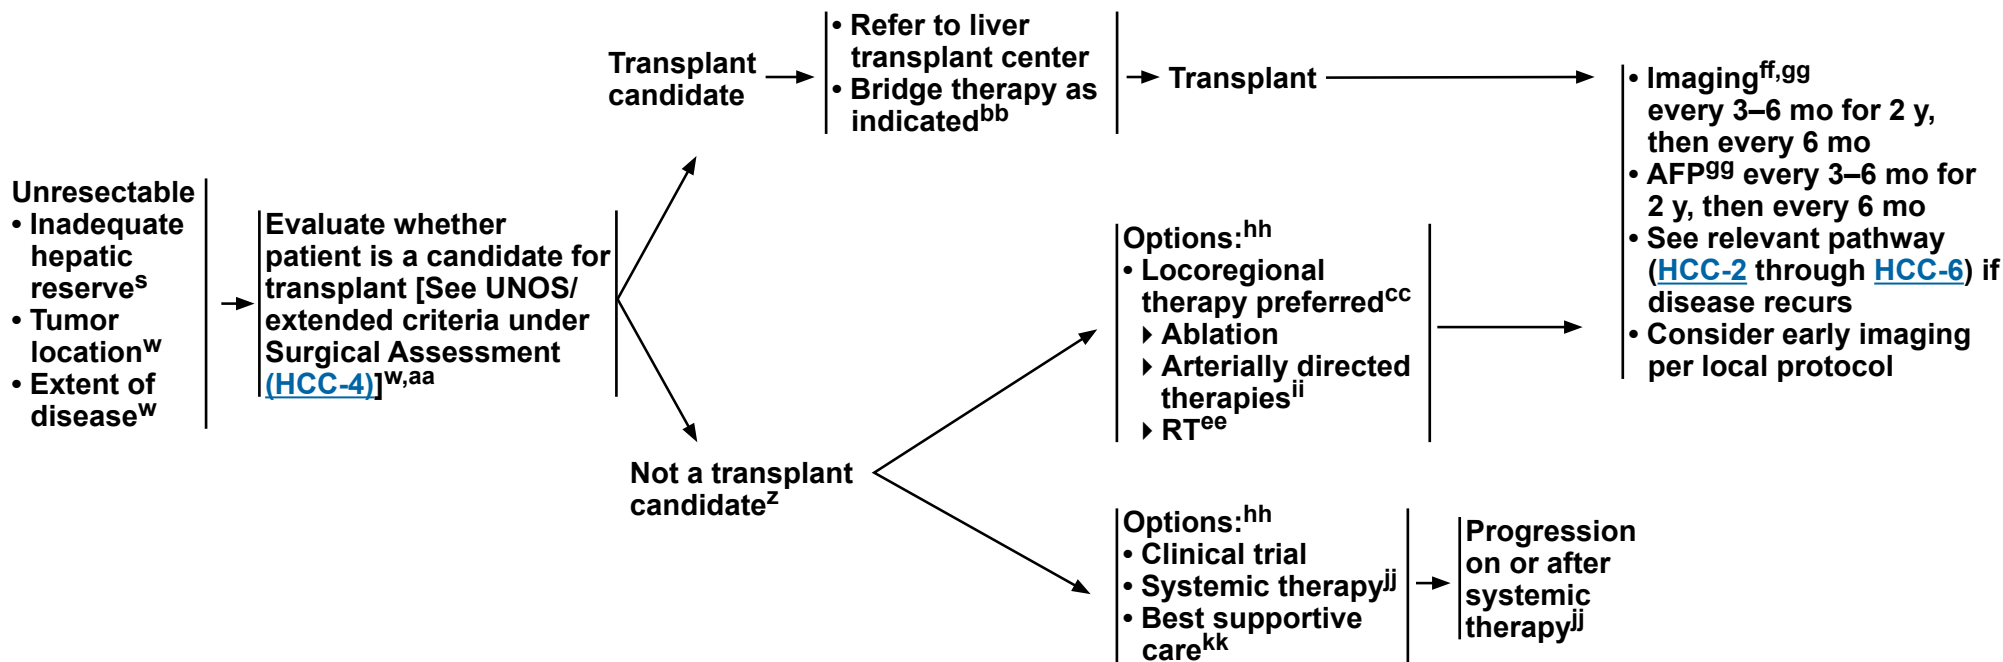 Unresectable
• Inadequate
hepatic
reserves
• Tumor
locationw
• Extent of
diseasew
Evaluate whether
patient is a candidate for
transplant [See UNOS/
extended criteria under
Surgical Assessment
(HCC-4)]w,aa
Transplant
candidate
• Refer to liver
transplant center
• Bridge therapy as
indicatedbb
Transplant
Not a transplant
candidatez
Options:hh
• Locoregional
therapy preferredcc
▸ Ablation
▸ Arterially directed
therapiesii
▸ RTee
• Imagingff,gg
every 3–6 mo for 2 y,
then every 6 mo
• AFPgg every 3–6 mo for
2 y, then every 6 mo
• See relevant pathway
(HCC-2 through HCC-6) if
disease recurs
• Consider early imaging
per local protocol
Options:hh
• Clinical trial
• Systemic therapyjj
• Best supportive
carekk
Progression
on or after
systemic
therapyjj